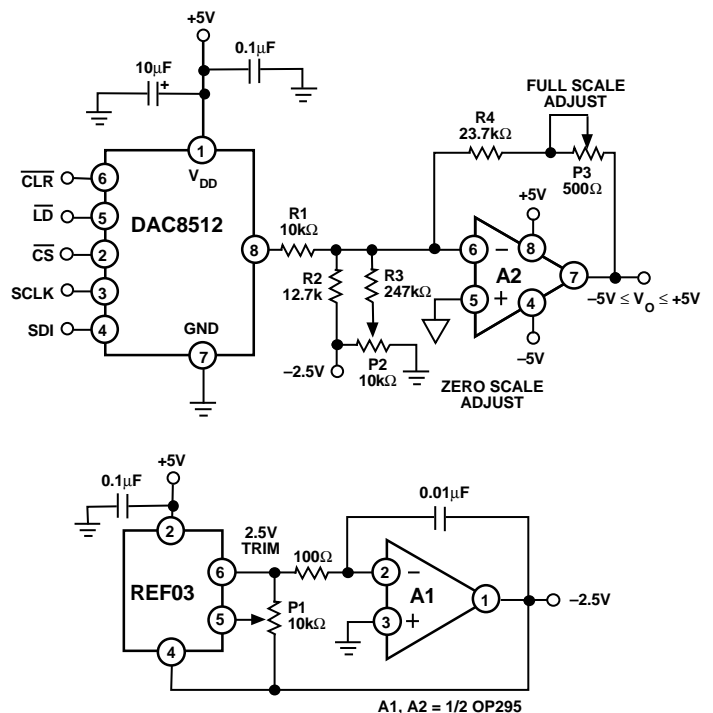 +5V
0.1µF
10µF
+
1
V_DD
CLR
6
LD
5
CS
2
SCLK
3
SDI
4
DAC8512
8
GND
7
R1
10kΩ
R2
12.7k
R3
247kΩ
–2.5V
P2
10kΩ
ZERO SCALE
ADJUST
R4
23.7kΩ
FULL SCALE
ADJUST
P3
500Ω
+5V
6
–
8
A2
7
5
+
4
–5V
–5V ≤ V_O ≤ +5V
+5V
0.1µF
2
REF03
6
5
4
2.5V
TRIM
P1
10kΩ
100Ω
0.01µF
2
–
A1
1
3
+
–2.5V
A1, A2 = 1/2 OP295